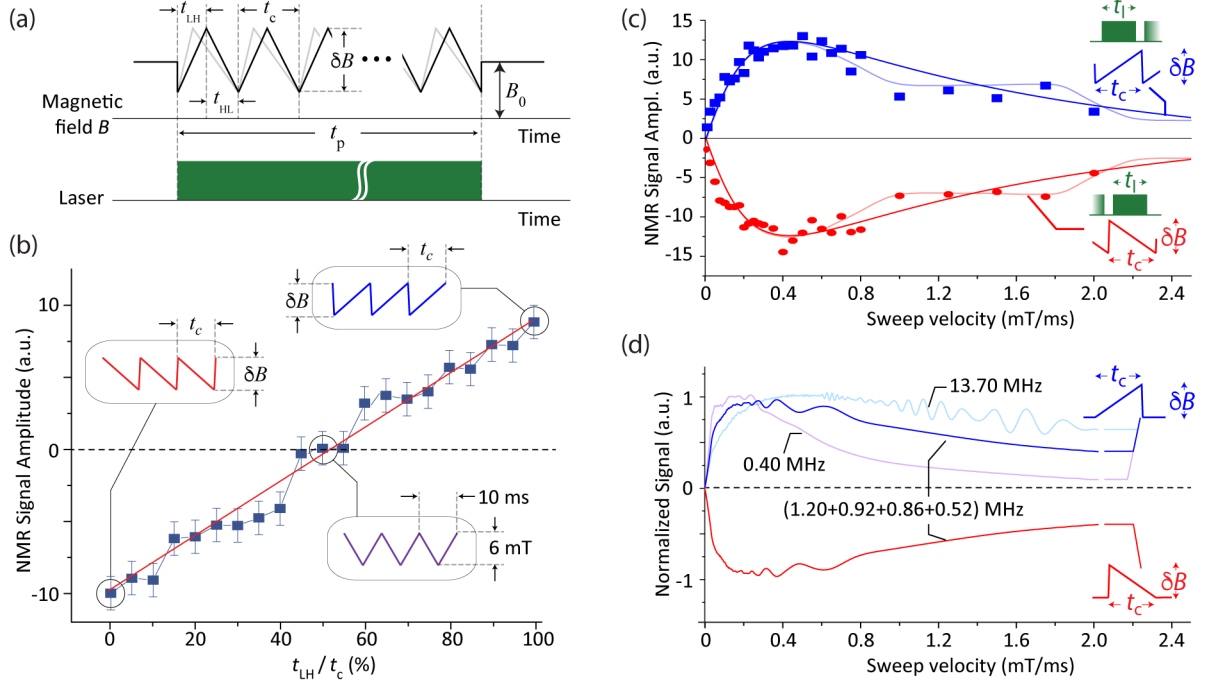 (a)
t_LH
t_c
δB
t_HL
B_0
Magnetic
field B
Time
t_p
Laser
Time
(b)
NMR Signal Amplitude (a.u.)
10
0
-10
0
20
40
60
80
100
t_LH / t_c (%)
t_c
δB
t_c
δB
10 ms
6 mT
(c)
NMR Signal Ampl. (a.u.)
15
10
5
0
-5
-10
-15
0
0.4
0.8
1.2
1.6
2.0
2.4
Sweep velocity (mT/ms)
t_l
δB
t_c
t_l
δB
t_c
(d)
Normalized Signal (a.u.)
1
0
-1
0
0.4
0.8
1.2
1.6
2.0
2.4
Sweep velocity (mT/ms)
13.70 MHz
0.40 MHz
(1.20+0.92+0.86+0.52) MHz
t_c
δB
δB
t_c